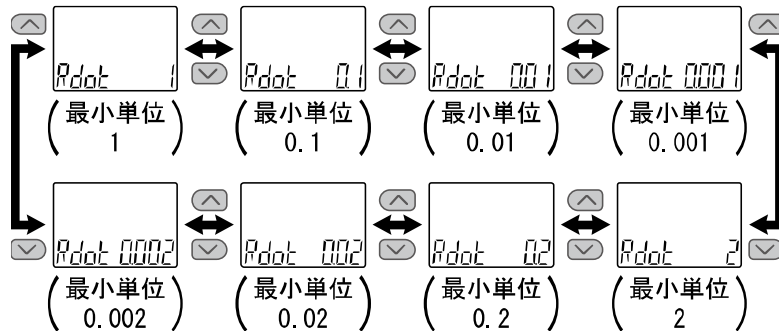 Rdot 1
Rdot 0.1
Rdot 0.01
Rdot 0.001
最小単位
1
最小単位
0.1
最小単位
0.01
最小単位
0.001
Rdot 0.002
Rdot 0.02
Rdot 0.2
Rdot 2
最小単位
0.002
最小単位
0.02
最小単位
0.2
最小単位
2